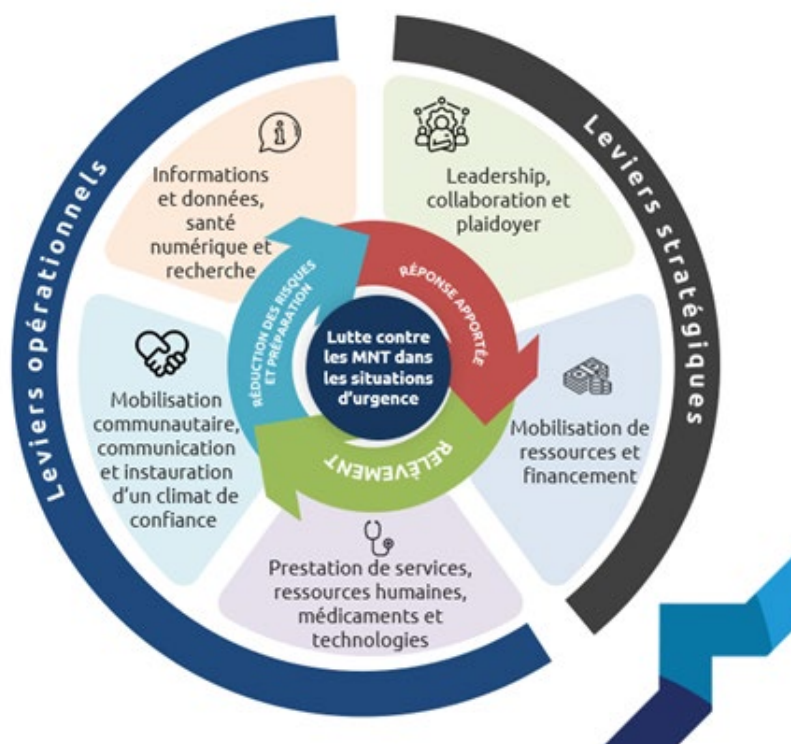 Leviers opérationnels
Leviers stratégiques
Informations
et données,
santé
numérique et
recherche
Leadership,
collaboration et
plaidoyer
RÉDUCTION DES RISQUES
ET PRÉPARATION
RÉPONSE APPORTÉE
Lutte contre
les MNT dans
les situations
d'urgence
RELÈVEMENT
Mobilisation
communautaire,
communication
et instauration
d'un climat de
confiance
Mobilisation de
ressources et
financement
Prestation de services,
ressources humaines,
médicaments et
technologies